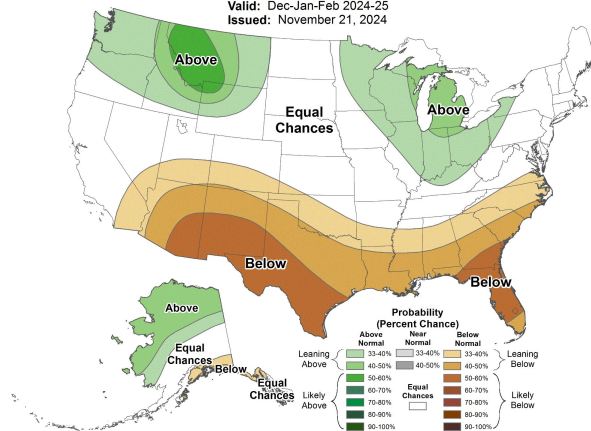 Valid: Dec-Jan-Feb 2024-25
Issued: November 21, 2024
Above
Above
Equal
Chances
Below
Below
Above
Equal
Chances
Below
Equal
Chances
Probability
(Percent Chance)
Above Normal
Near Normal
Below Normal
Leaning Above
33-40%
33-40%
33-40%
Leaning Below
40-50%
40-50%
40-50%
Likely Above
50-60%
50-60%
Likely Below
60-70%
Equal Chances
60-70%
70-80%
70-80%
80-90%
80-90%
90-100%
90-100%